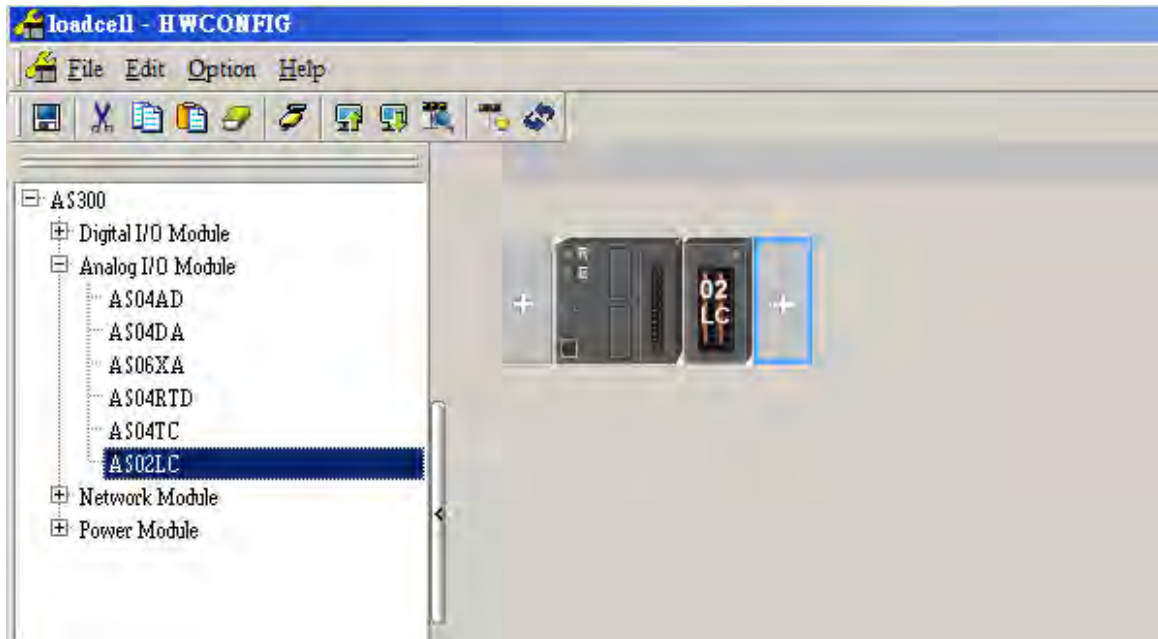 loadcell - HWCONFIG
File Edit Option Help
AS300
Digital I/O Module
Analog I/O Module
AS04AD
AS04DA
AS06XA
AS04RTD
AS04TC
AS02LC
Network Module
Power Module
02
LC